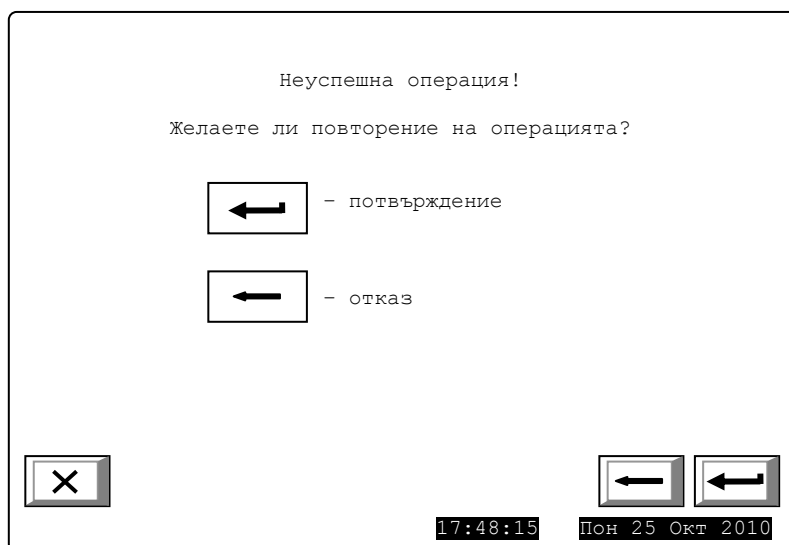 Неуспешна операция!
Желаете ли повторение на операцията?
– потвърждение
– отказ
17:48:15 Пон 25 Окт 2010